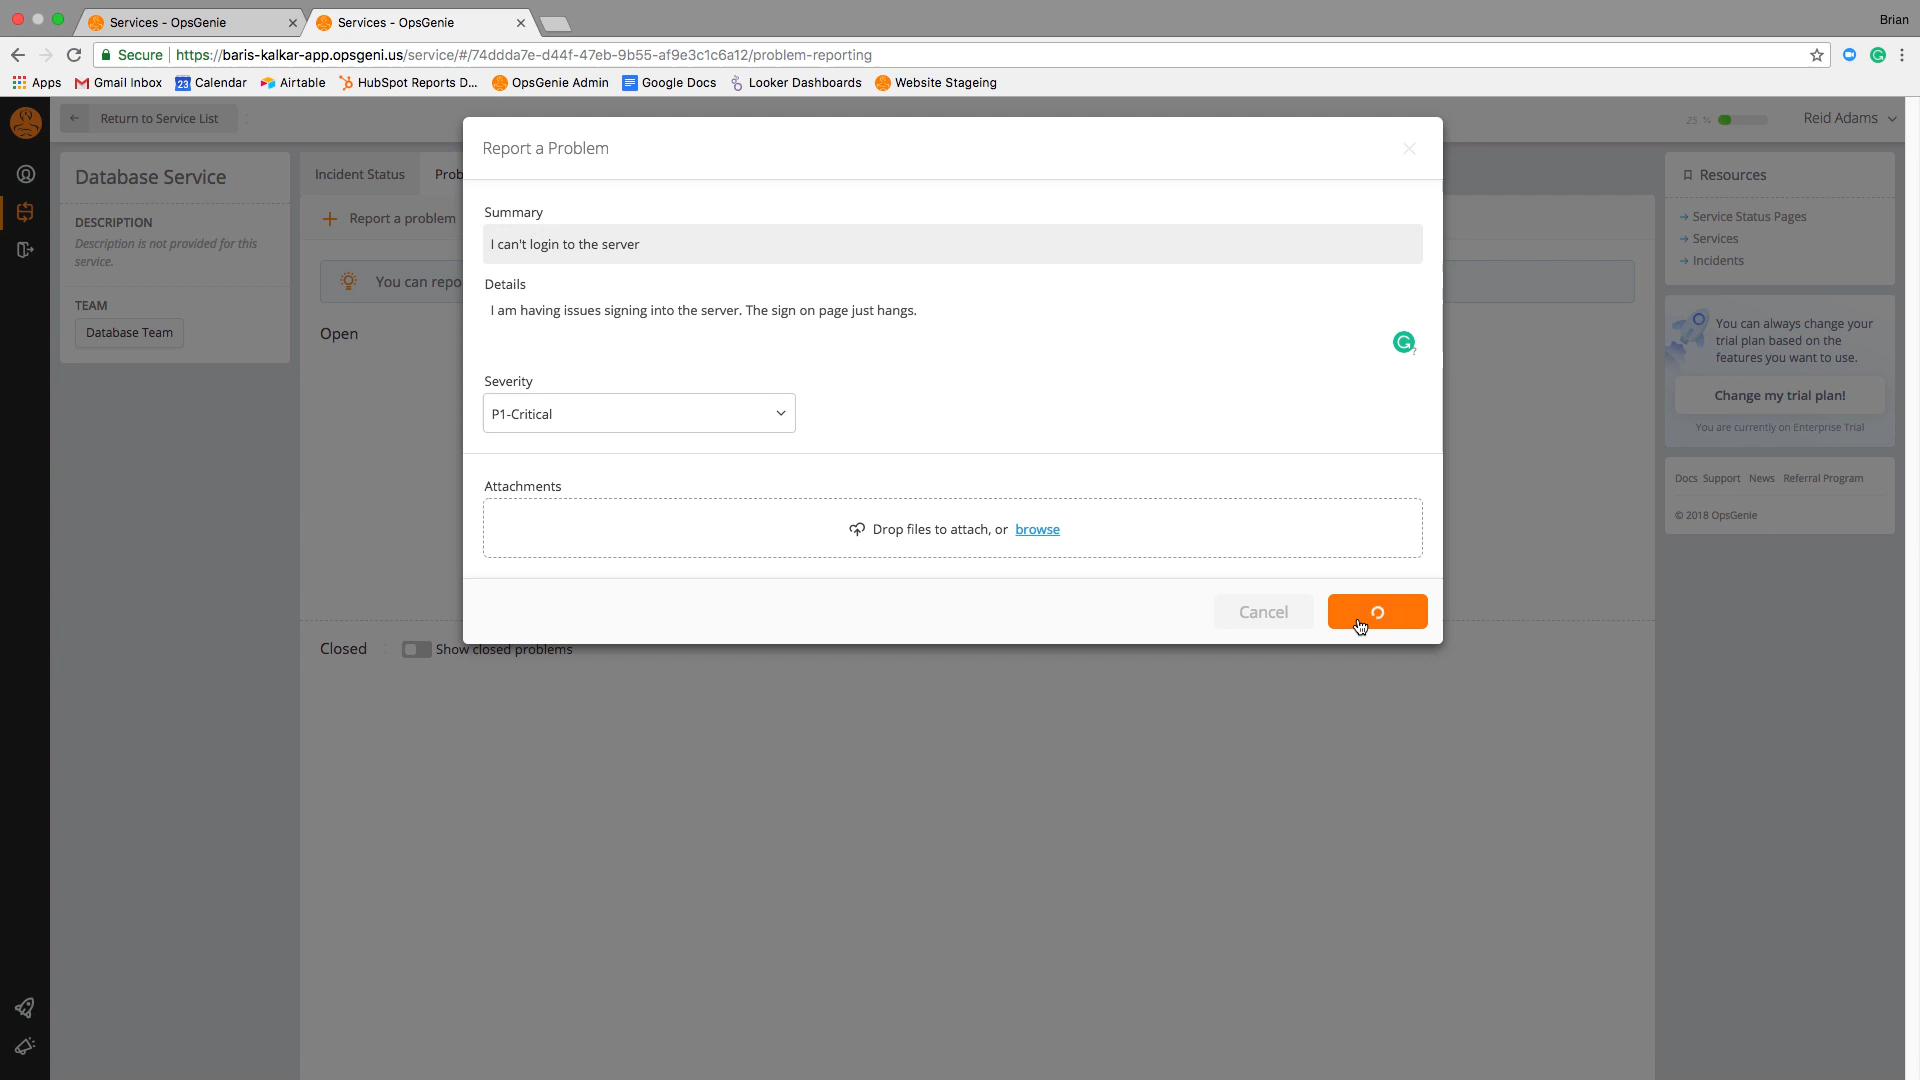 Services - OpsGenie
Services - OpsGenie
Brian
Secure
https://baris-kalkar-app.opsgeni.us/service/#/74ddda7e-d44f-47eb-9b55-af9e3c1c6a12/problem-reporting
Apps
Gmail Inbox
23
Calendar
Airtable
HubSpot Reports D...
OpsGenie Admin
Google Docs
Looker Dashboards
Website Stageing
Return to Service List
25 %
Reid Adams
Database Service
DESCRIPTION
Description is not provided for this
service.
TEAM
Database Team
Incident Status
Prob
Report a problem
You can repo
Open
Closed
Show closed problems
Report a Problem
Summary
I can't login to the server
Details
I am having issues signing into the server. The sign on page just hangs.
Severity
P1-Critical
Attachments
Drop files to attach, or browse
Cancel
Resources
Service Status Pages
Services
Incidents
You can always change your
trial plan based on the
features you want to use.
Change my trial plan!
You are currently on Enterprise Trial
Docs Support News Referral Program
© 2018 OpsGenie